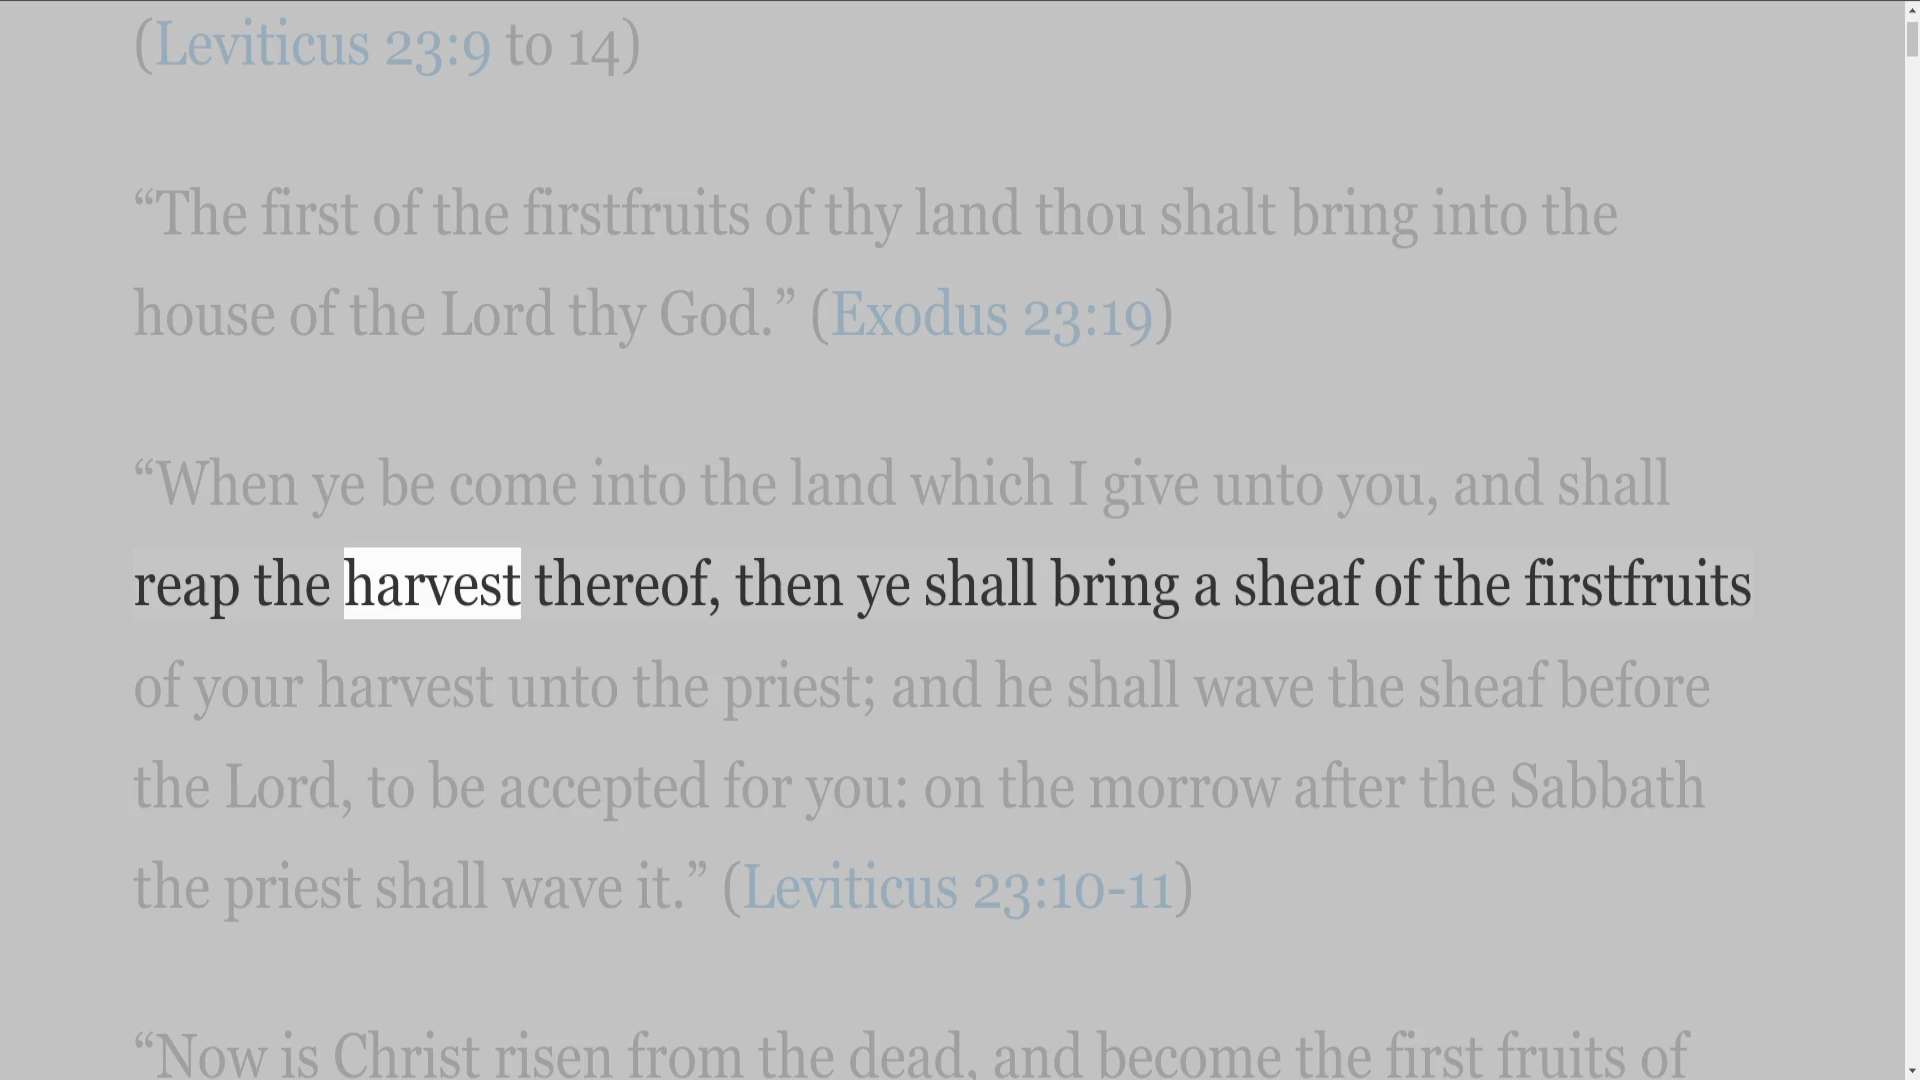 (Leviticus 23:9 to 14)
“The first of the firstfruits of thy land thou shalt bring into the
house of the Lord thy God.” (Exodus 23:19)
“When ye be come into the land which I give unto you, and shall
reap the harvest thereof, then ye shall bring a sheaf of the firstfruits
of your harvest unto the priest; and he shall wave the sheaf before
the Lord, to be accepted for you: on the morrow after the Sabbath
the priest shall wave it.” (Leviticus 23:10-11)
“Now is Christ risen from the dead, and become the first fruits of